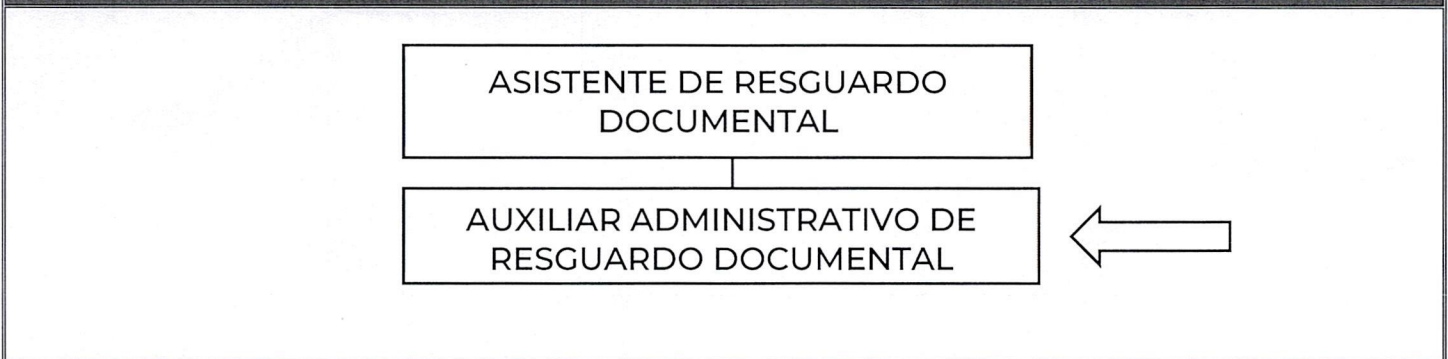 ASISTENTE DE RESGUARDO
DOCUMENTAL
AUXILIAR ADMINISTRATIVO DE
RESGUARDO DOCUMENTAL